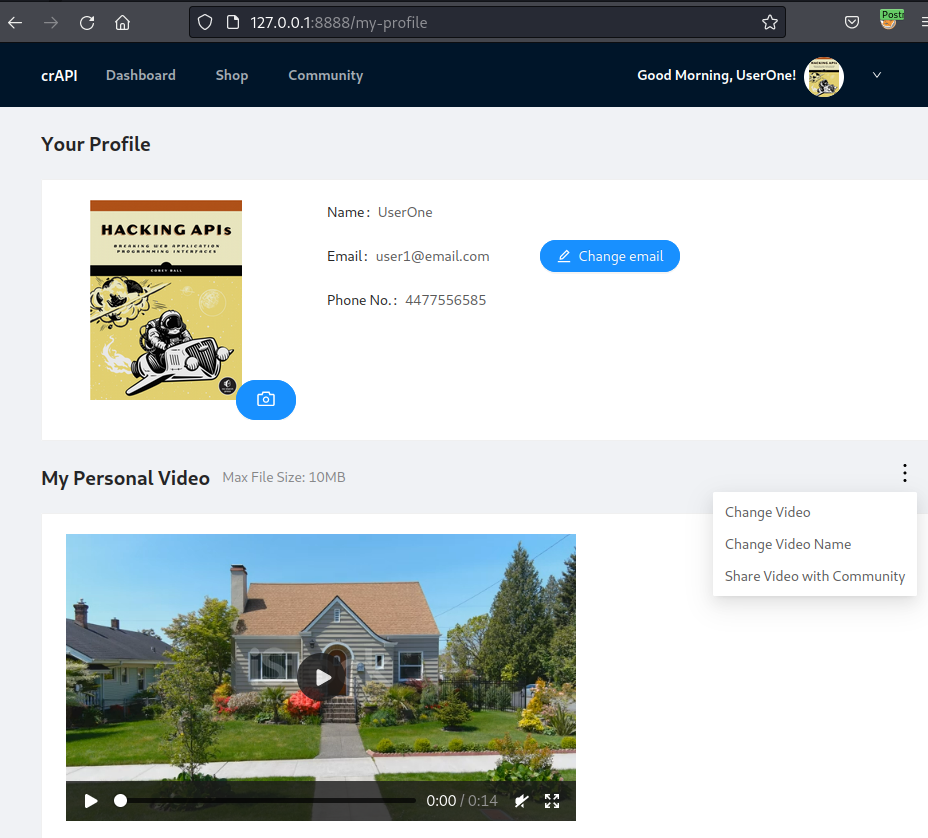 Post
127.0.0.1:8888/my-profile
crAPI Dashboard Shop Community Good Morning, UserOne!
Your Profile
HACKING APIs
BREAKING WEB APPLICATION
PROGRAMMING INTERFACES
COREY BALL
Name: UserOne
Email: user1@email.com Change email
Phone No.: 4477556585
My Personal Video Max File Size: 10MB
Change Video
Change Video Name
Share Video with Community
0:00 / 0:14